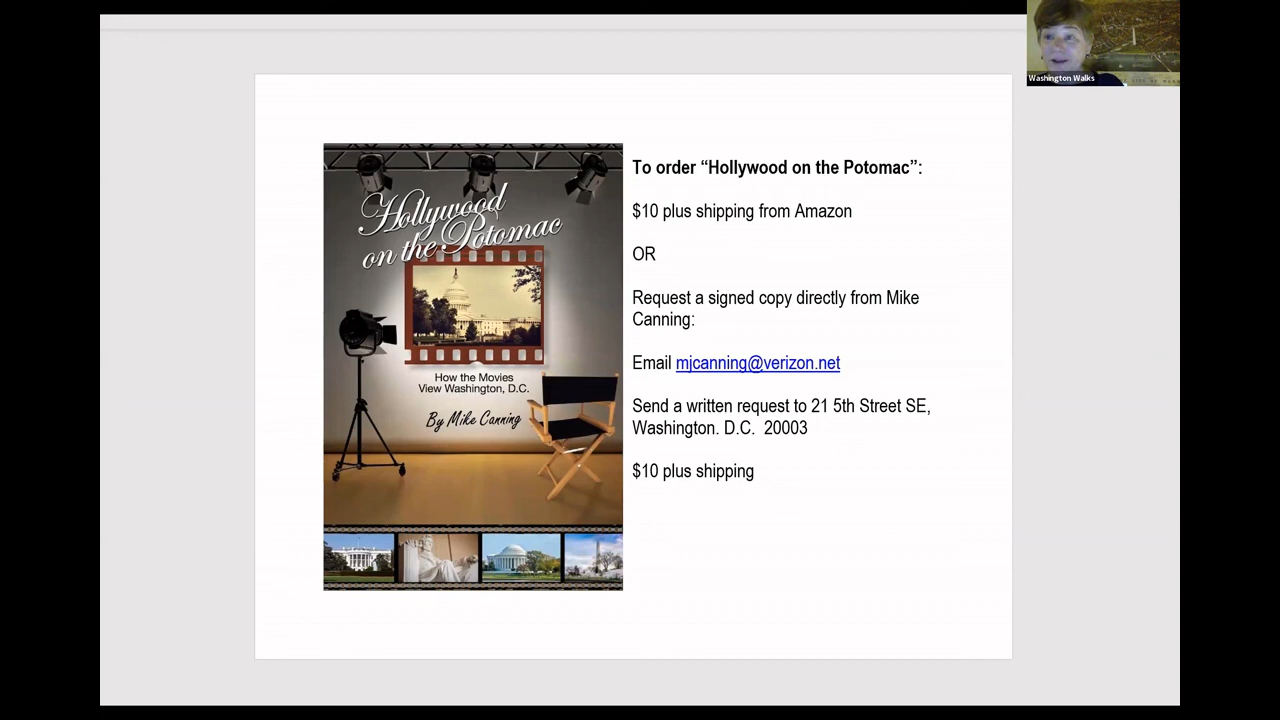 Washington Walks
Hollywood
on the Potomac
How the Movies
View Washington, D.C.
By Mike Canning
To order “Hollywood on the Potomac”:
$10 plus shipping from Amazon
OR
Request a signed copy directly from Mike
Canning:
Email mjcanning@verizon.net
Send a written request to 21 5th Street SE,
Washington. D.C. 20003
$10 plus shipping